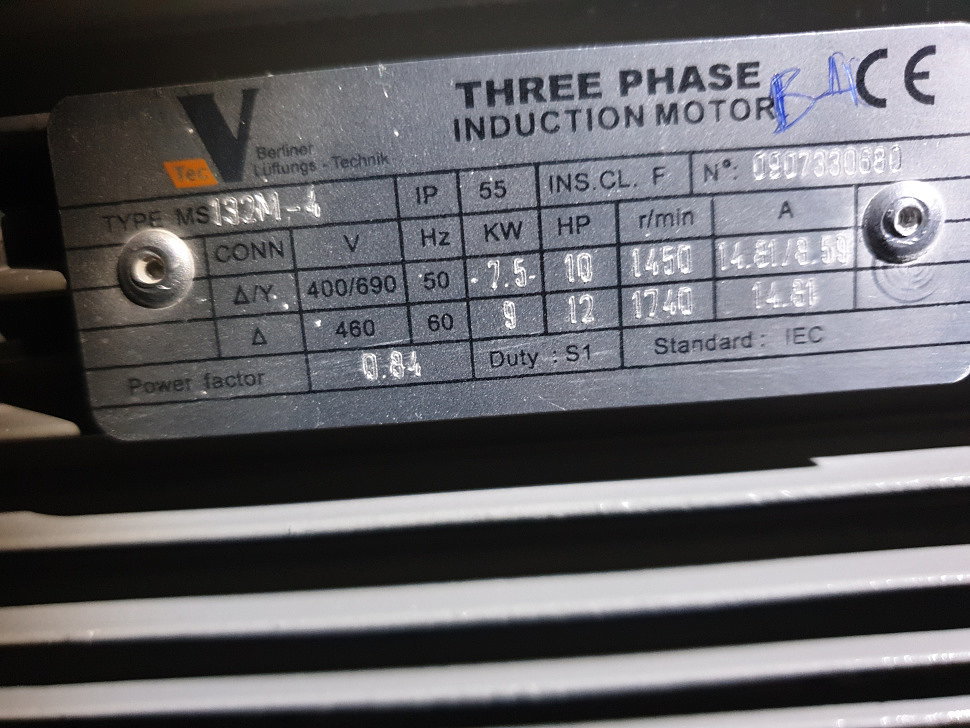 THREE PHASE
INDUCTION MOTOR
CE
V
Tec
Berliner
Lüftungs - Technik
TYPE MS132M-4 IP 55 INS.CL. F N°: 0907330680
CONN V Hz KW HP r/min A
Δ/Y 400/690 50 7.5 10 1450 14.81/8.59
Δ 460 60 9 12 1740 14.81
Power factor 0.84 Duty : S1 Standard : IEC